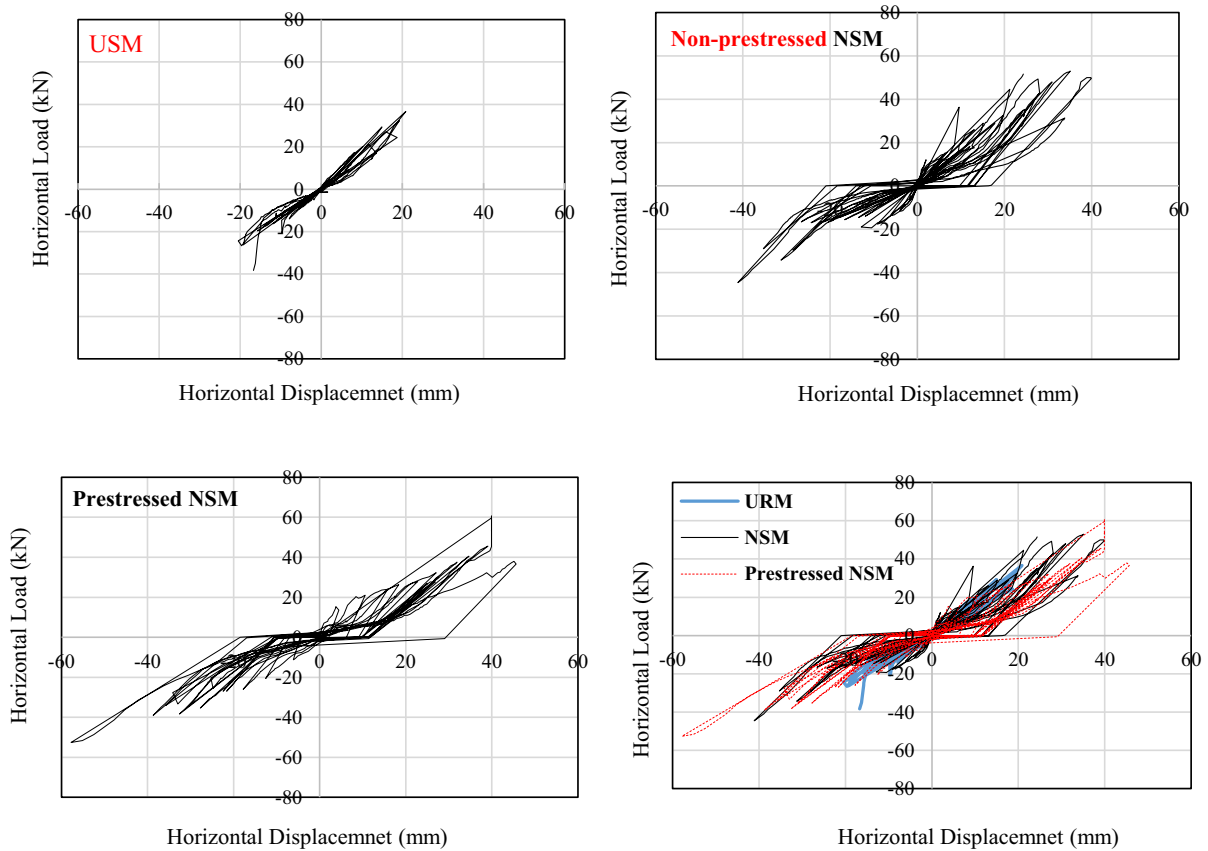 USM
Horizontal Load (kN)
80
60
40
20
0
-20
-40
-60
-80
-60 -40 -20 0 20 40 60
Horizontal Displacemnet (mm)
Non-prestressed NSM
Horizontal Load (kN)
80
60
40
20
0
-20
-40
-60
-80
-60 -40 -20 0 20 40 60
Horizontal Displacemnet (mm)
Prestressed NSM
Horizontal Load (kN)
80
60
40
20
0
-20
-40
-60
-80
-60 -40 -20 0 20 40 60
Horizontal Displacemnet (mm)
URM
NSM
Prestressed NSM
Horizontal Load (kN)
80
60
40
20
0
-20
-40
-60
-80
-60 -40 -20 0 20 40 60
Horizontal Displacemnet (mm)